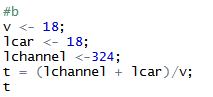 #b
v <- 18;
lcar <- 18;
lchannel <-324;
t = (lchannel + lcar)/v;
t